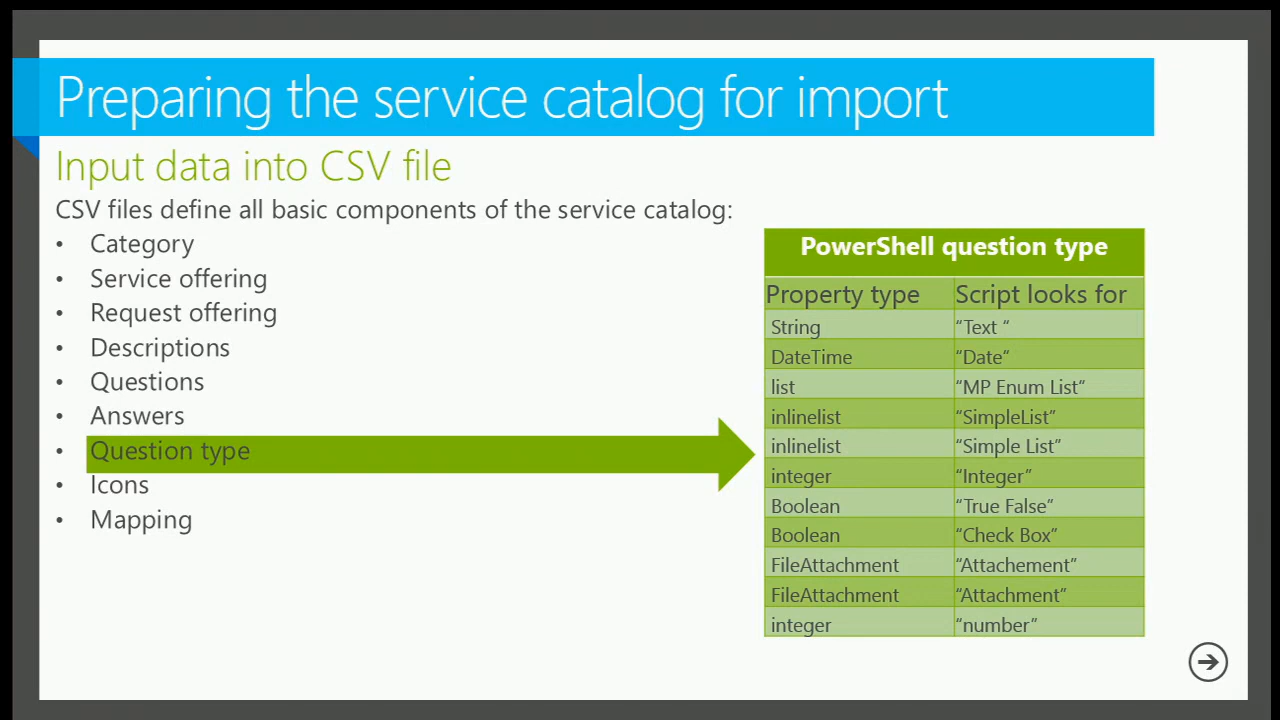 Preparing the service catalog for import
Input data into CSV file
CSV files define all basic components of the service catalog:
• Category
• Service offering
• Request offering
• Descriptions
• Questions
• Answers
• Question type
• Icons
• Mapping
PowerShell question type
Property type Script looks for
String “Text “
DateTime “Date“
list “MP Enum List“
inlinelist “SimpleList”
inlinelist “Simple List”
integer “Integer”
Boolean “True False”
Boolean “Check Box”
FileAttachment “Attachement”
FileAttachment “Attachment”
integer “number”